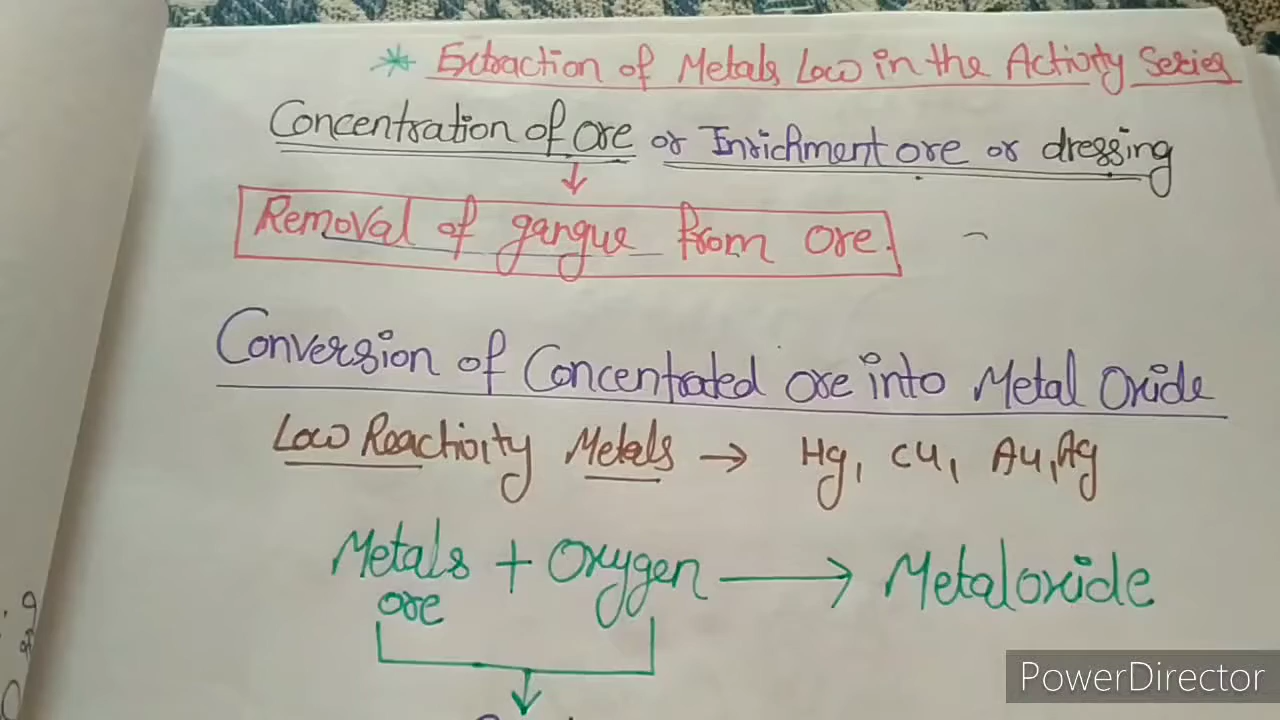 * Extraction of Metals Low in the Activity Series
Concentration of ore or Inrichment ore or dressing
Removal of gangue from ore.
Conversion of Concentrated ore into Metal Oxide
Low Reactivity Metals → Hg, Cu, Au, Ag
Metals + Oxygen → Metaloxide
ore
PowerDirector